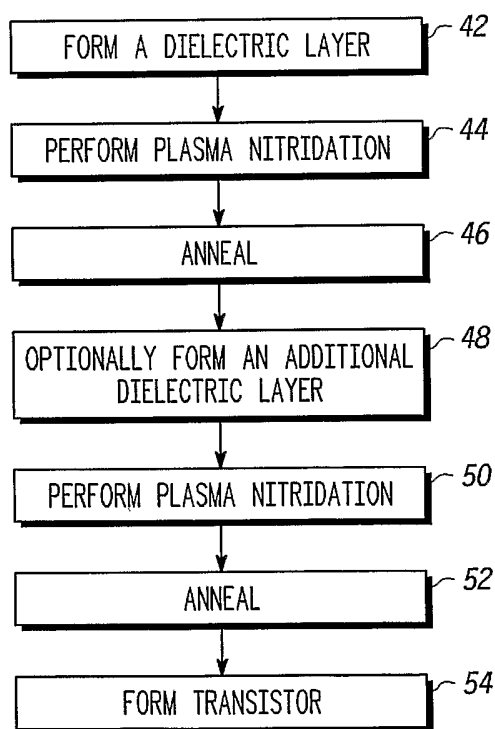 FORM A DIELECTRIC LAYER 42
PERFORM PLASMA NITRIDATION 44
ANNEAL 46
OPTIONALLY FORM AN ADDITIONAL 48
DIELECTRIC LAYER
PERFORM PLASMA NITRIDATION 50
ANNEAL 52
FORM TRANSISTOR 54